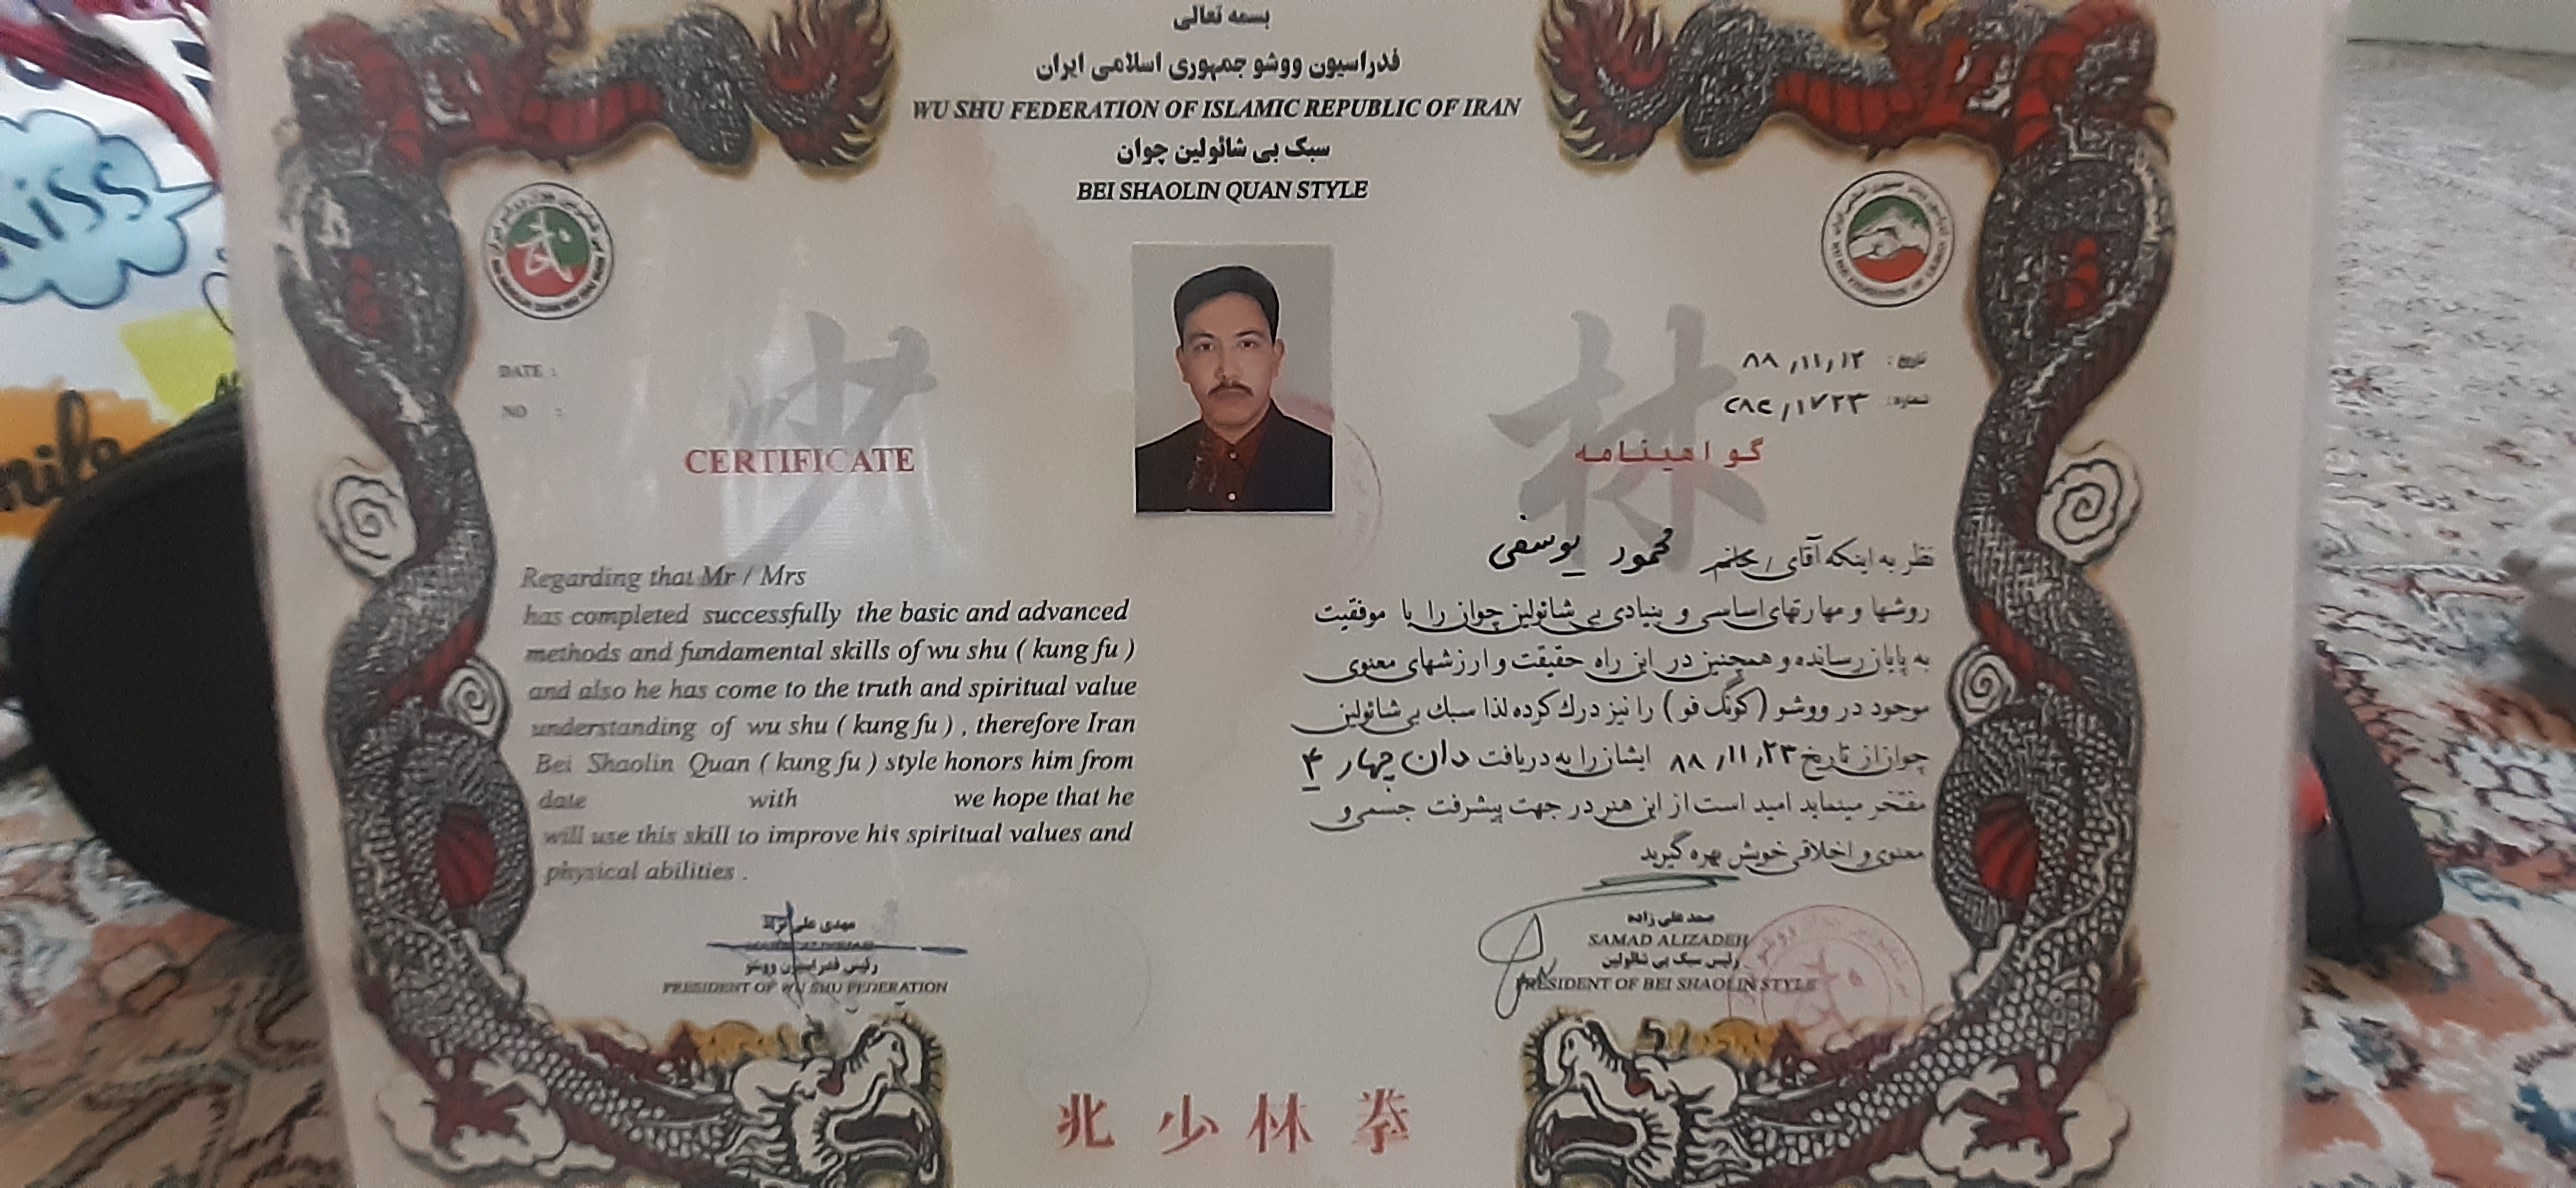 بسمه تعالی
فدراسیون ووشو جمهوری اسلامی ایران
WU SHU FEDERATION OF ISLAMIC REPUBLIC OF IRAN
سبک بی شائولین چوان
BEI SHAOLIN QUAN STYLE
DATE :
NO :
CERTIFICATE
Regarding that Mr / Mrs
has completed successfully the basic and advanced
methods and fundamental skills of wu shu ( kung fu )
and also he has come to the truth and spiritual value
understanding of wu shu ( kung fu ) , therefore Iran
Bei Shaolin Quan ( kung fu ) style honors him from
date with we hope that he
will use this skill to improve his spiritual values and
physical abilities .
مهدی علی نژاد
رئیس فدراسیون ووشو
PRESIDENT OF WU SHU FEDERATION
少林
تاریخ : ۸۸/۱۱/۱۲
شماره :
گواهینامه
نظر به اینکه آقای / خانم محمود یوسفی
روشها و مهارتهای اساسی و بنیادی بی شائولین چوان را با موفقیت
به پایان رسانده و همچنین در این راه حقیقت و ارزشهای معنوی
موجود در ووشو (کونگ فو) را نیز درک کرده لذا سبک بی شائولین
چوان از تاریخ ۸۸/۱۱/۲۳ ایشان را به دریافت دان چهار ۴
مفتخر مینماید امید است از این هنر در جهت پیشرفت جسمی و
معنوی و اخلاقی خویش بهره گیرید
صمد علی زاده
SAMAD ALIZADEH
رئیس سبک بی شائولین
PRESIDENT OF BEI SHAOLIN STYLE
北少林拳